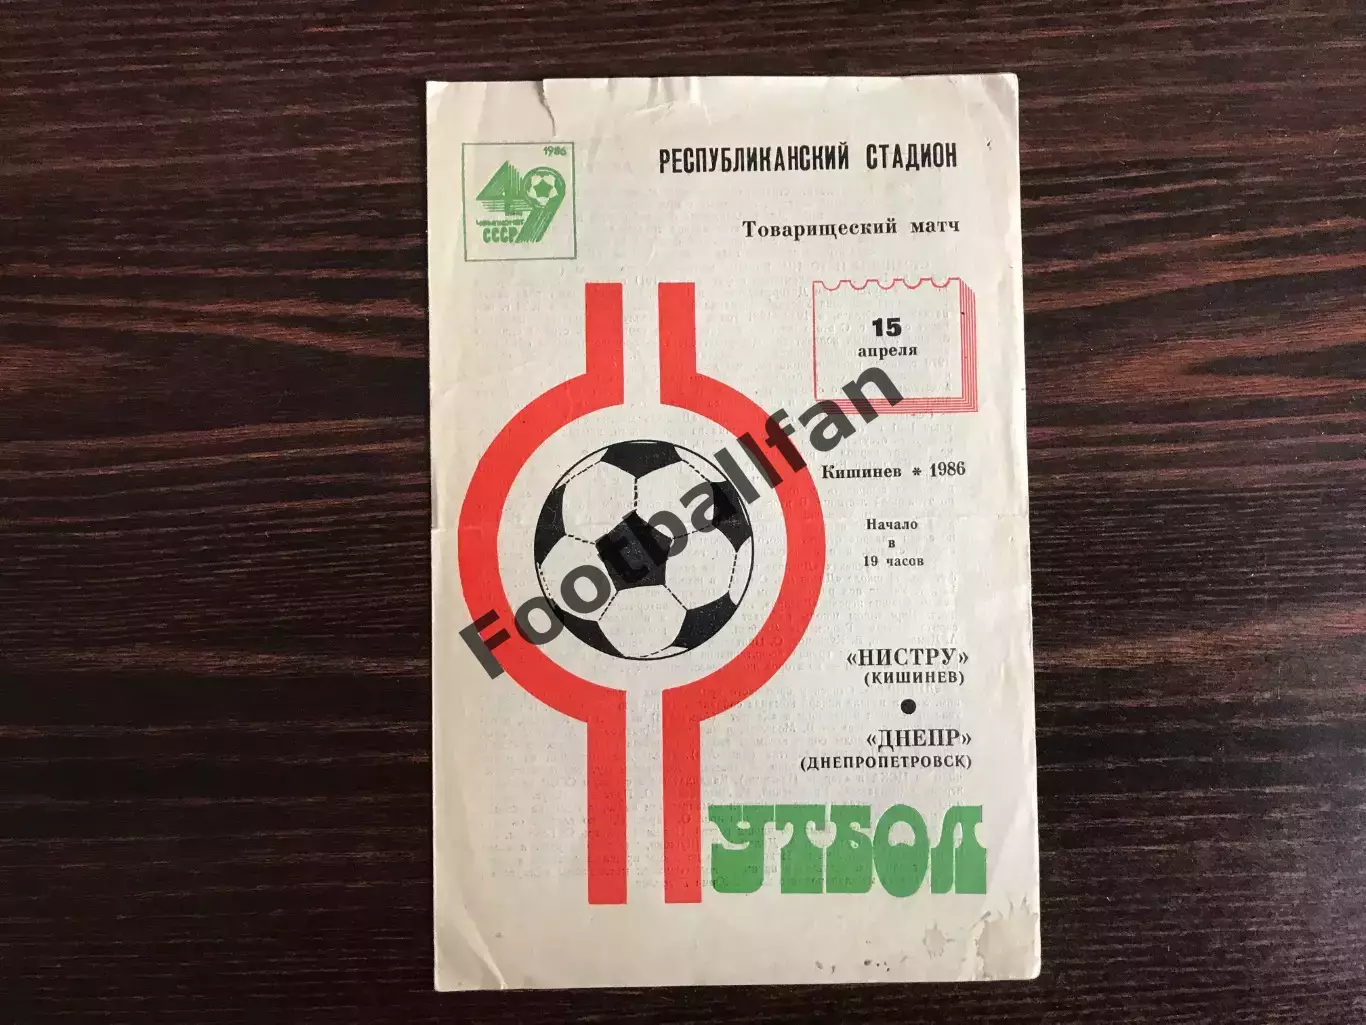 1986
49
чемпионат
СССР
РЕСПУБЛИКАНСКИЙ СТАДИОН
Товарищеский матч
15
апреля
Кишинев * 1986
Начало
в
19 часов
«НИСТРУ»
(КИШИНЕВ)
«ДНЕПР»
(ДНЕПРОПЕТРОВСК)
УТБОЛ
Footballfan